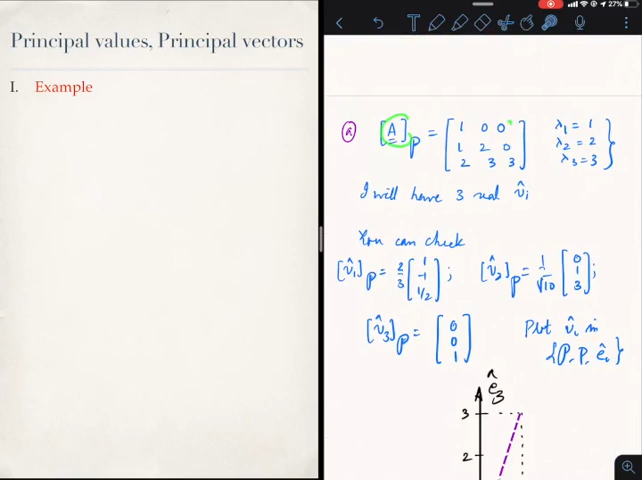 27%
Principal values, Principal vectors
I. Example
T
(a) [A]p = [1 0 0 λ1 = 1
1 2 0 λ2 = 2
2 3 3] λ3 = 3 }
I will have 3 real v̂i
You can check
[v̂1]p = 2/3 [1 -1 1/2]; [v̂2]p = 1/√10 [0 1 3];
[v̂3]p = [0 0 1] Plot v̂i in
{P, P, êi}
ê3
3
2